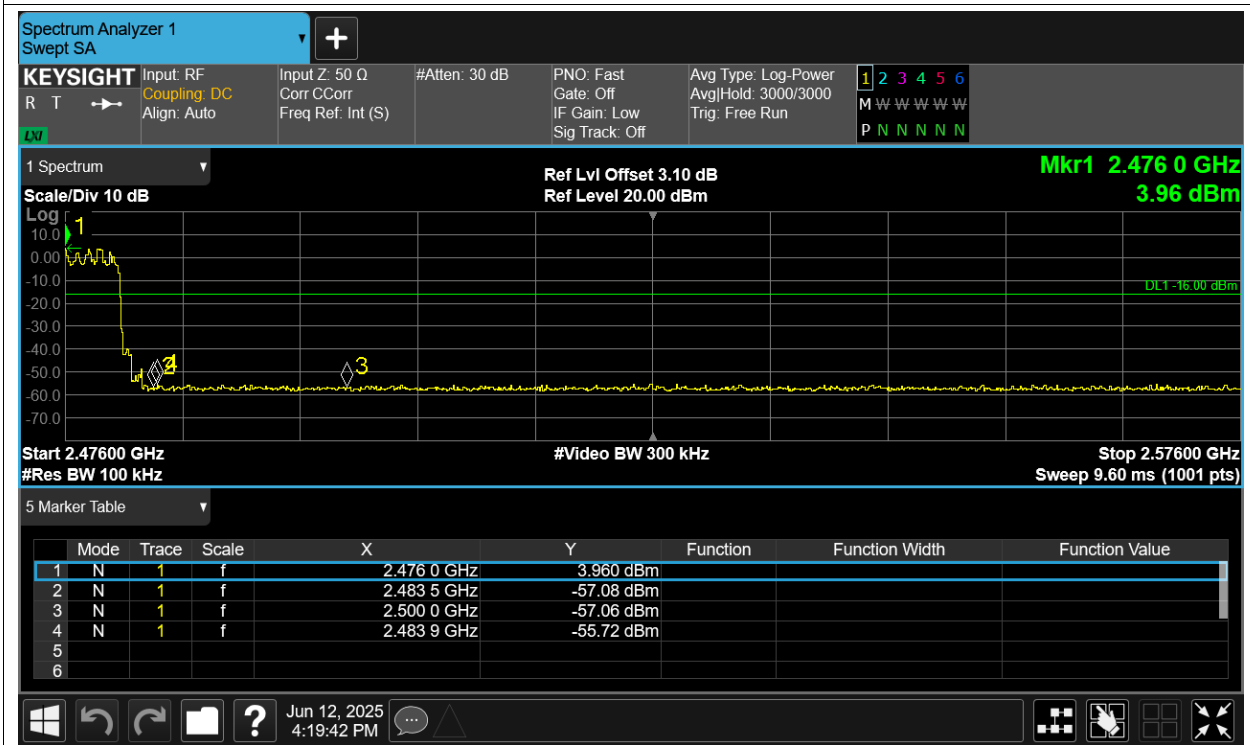 Spectrum Analyzer 1
Swept SA
KEYSIGHT
R T
LXI
Input: RF
Coupling: DC
Align: Auto
Input Z: 50 Ω
Corr CCorr
Freq Ref: Int (S)
#Atten: 30 dB
PNO: Fast
Gate: Off
IF Gain: Low
Sig Track: Off
Avg Type: Log-Power
Avg|Hold: 3000/3000
Trig: Free Run
1 2 3 4 5 6
M W W W W W
P N N N N N
1 Spectrum
Scale/Div 10 dB
Ref Lvl Offset 3.10 dB
Ref Level 20.00 dBm
Mkr1 2.476 0 GHz
3.96 dBm
Log
10.0
0.00
-10.0
-20.0
-30.0
-40.0
-50.0
-60.0
-70.0
1
DL1 -16.00 dBm
3
Start 2.47600 GHz
#Video BW 300 kHz
Stop 2.57600 GHz
#Res BW 100 kHz
Sweep 9.60 ms (1001 pts)
5 Marker Table
Mode Trace Scale X Y Function Function Width Function Value
1 N 1 f 2.476 0 GHz 3.960 dBm
2 N 1 f 2.483 5 GHz -57.08 dBm
3 N 1 f 2.500 0 GHz -57.06 dBm
4 N 1 f 2.483 9 GHz -55.72 dBm
5
6
?
Jun 12, 2025
4:19:42 PM